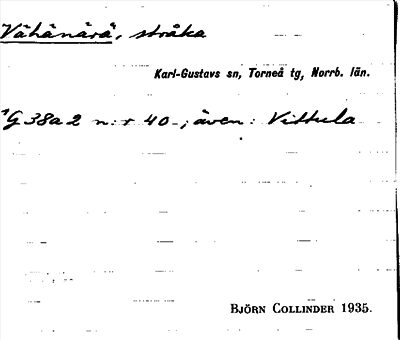 Vähänärä, stråka
Karl-Gustavs sn, Torneå tg, Norrb. län.
G 38a2 n:r 40 ; även: Vittula
BJÖRN COLLINDER 1935.